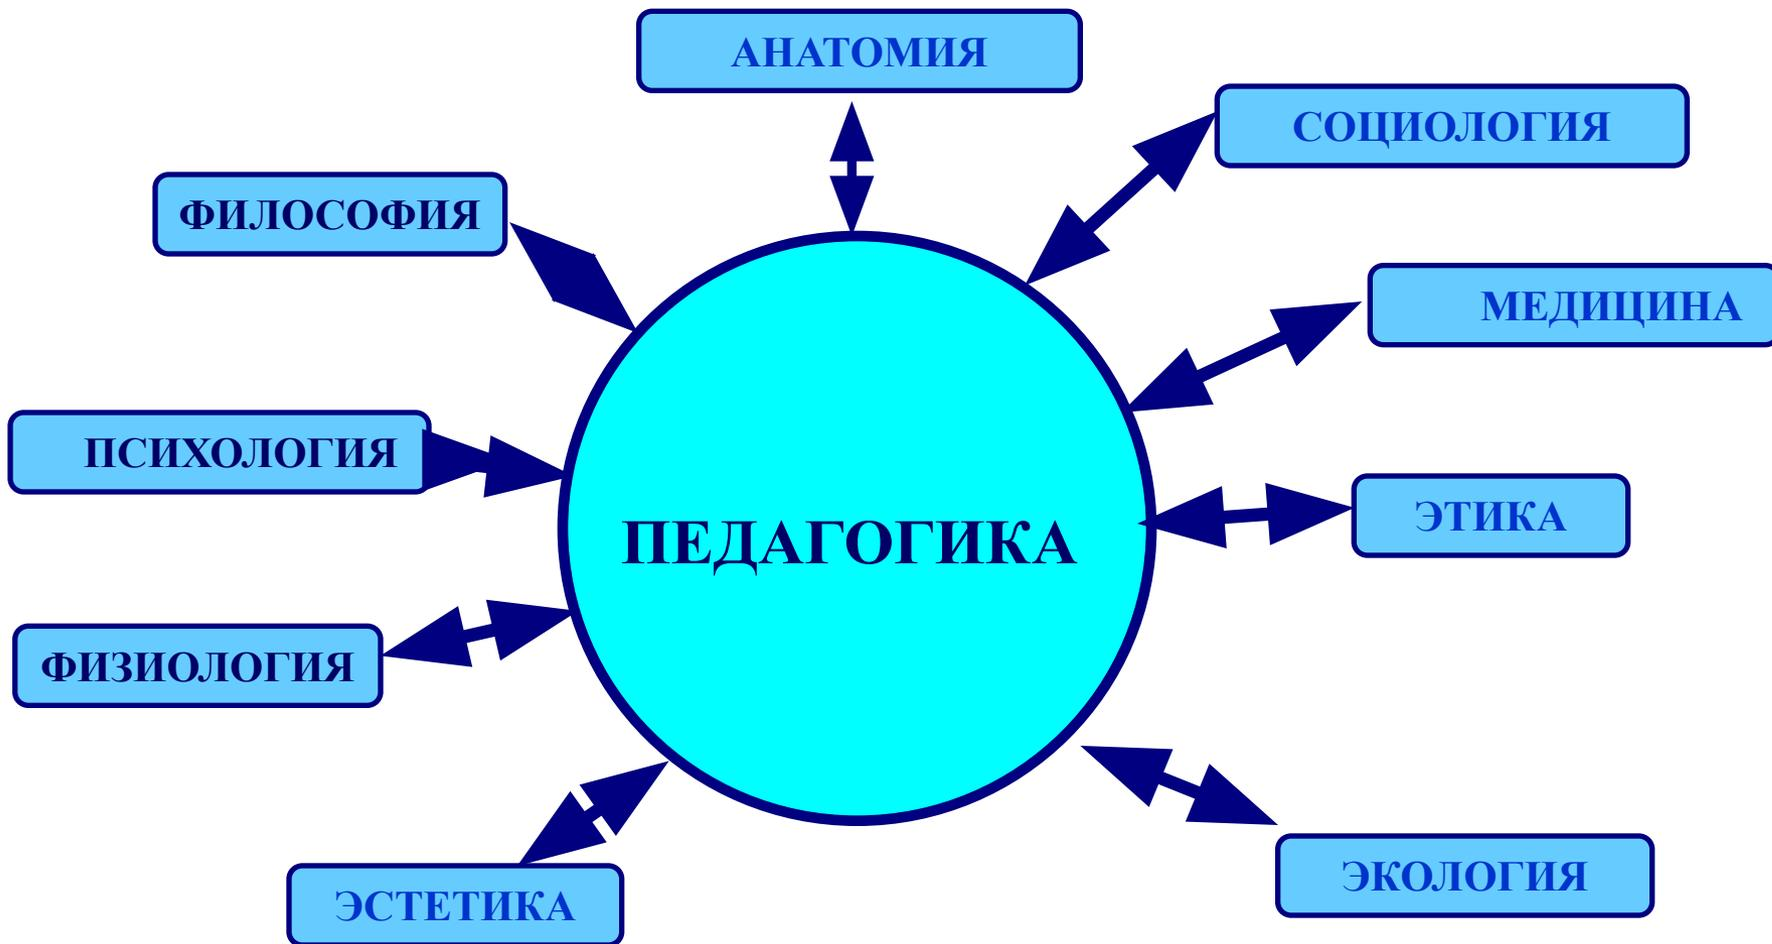 АНАТОМИЯ
СОЦИОЛОГИЯ
ФИЛОСОФИЯ
МЕДИЦИНА
ПСИХОЛОГИЯ
ЭТИКА
ПЕДАГОГИКА
ФИЗИОЛОГИЯ
ЭКОЛОГИЯ
ЭСТЕТИКА